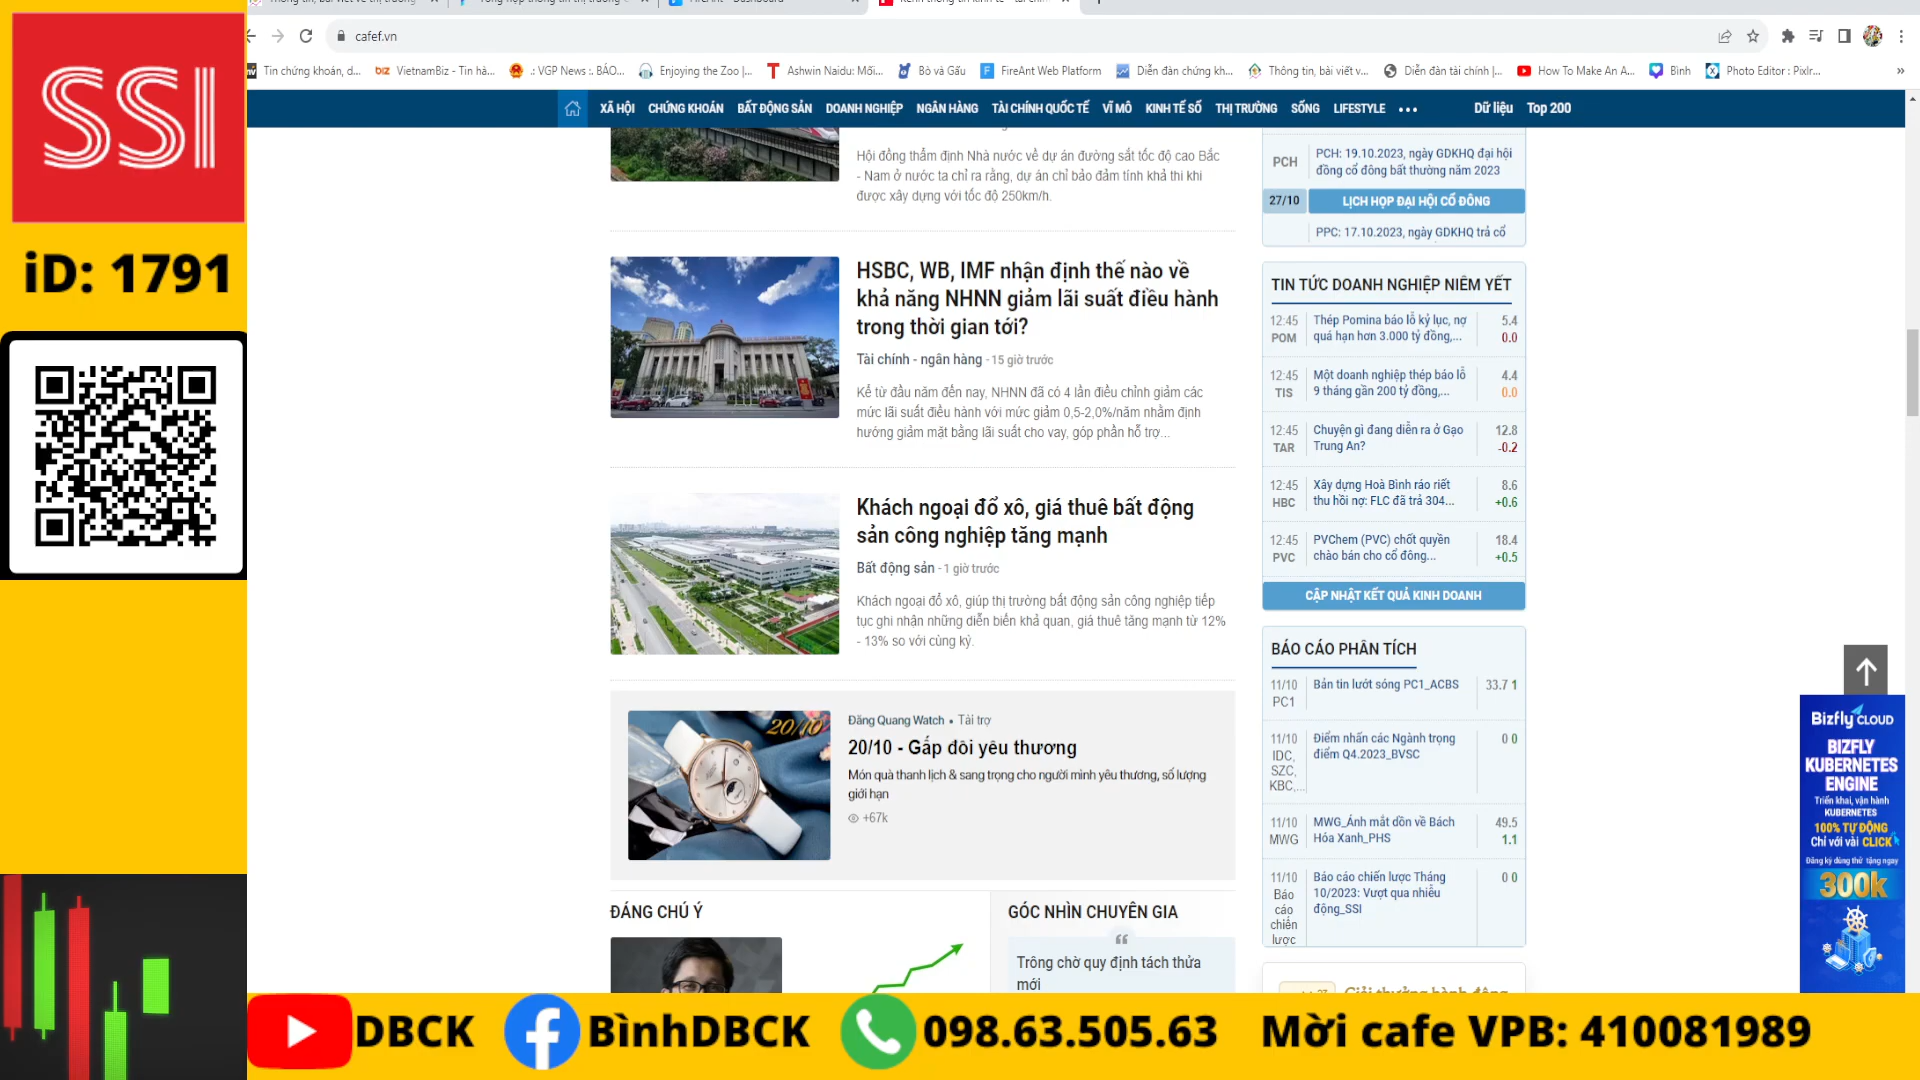 SSI
iD: 1791
cafef.vn
Tin chứng khoán, d...
VietnamBiz - Tin hà...
.: VGP News :. BÁO...
Enjoying the Zoo |...
Ashwin Naidu: Mối...
Bò và Gấu
FireAnt Web Platform
Diễn đàn chứng kh...
Thông tin, bài viết v...
Diễn đàn tài chính |...
How To Make An A...
Bình
Photo Editor : Pixlr...
XÃ HỘI
CHỨNG KHOÁN
BẤT ĐỘNG SẢN
DOANH NGHIỆP
NGÂN HÀNG
TÀI CHÍNH QUỐC TẾ
VĨ MÔ
KINH TẾ SỐ
THỊ TRƯỜNG
SỐNG
LIFESTYLE
Dữ liệu
Top 200
Hội đồng thẩm định Nhà nước về dự án đường sắt tốc độ cao Bắc
- Nam ở nước ta chỉ ra rằng, dự án chỉ bảo đảm tính khả thi khi
được xây dựng với tốc độ 250km/h.
HSBC, WB, IMF nhận định thế nào về
khả năng NHNN giảm lãi suất điều hành
trong thời gian tới?
Tài chính - ngân hàng - 15 giờ trước
Kể từ đầu năm đến nay, NHNN đã có 4 lần điều chỉnh giảm các
mức lãi suất điều hành với mức giảm 0,5-2,0%/năm nhằm định
hướng giảm mặt bằng lãi suất cho vay, góp phần hỗ trợ...
Khách ngoại đổ xô, giá thuê bất động
sản công nghiệp tăng mạnh
Bất động sản - 1 giờ trước
Khách ngoại đổ xô, giúp thị trường bất động sản công nghiệp tiếp
tục ghi nhận những diễn biến khả quan, giá thuê tăng mạnh từ 12%
- 13% so với cùng kỳ.
20/10
Đăng Quang Watch • Tài trợ
20/10 - Gấp đôi yêu thương
Món quà thanh lịch & sang trọng cho người mình yêu thương, số lượng
giới hạn
+67k
ĐÁNG CHÚ Ý
GÓC NHÌN CHUYÊN GIA
Trông chờ quy định tách thửa
mới
PCH
PCH: 19.10.2023, ngày GDKHQ đại hội
đồng cổ đông bất thường năm 2023
27/10
LỊCH HỌP ĐẠI HỘI CỔ ĐÔNG
PPC: 17.10.2023, ngày GDKHQ trả cổ
TIN TỨC DOANH NGHIỆP NIÊM YẾT
12:45 Thép Pomina báo lỗ kỷ lục, nợ 5.4
POM quá hạn hơn 3.000 tỷ đồng,... 0.0
12:45 Một doanh nghiệp thép báo lỗ 4.4
TIS 9 tháng gần 200 tỷ đồng,... 0.0
12:45 Chuyện gì đang diễn ra ở Gạo 12.8
TAR Trung An? -0.2
12:45 Xây dựng Hoà Bình ráo riết 8.6
HBC thu hồi nợ: FLC đã trả 304... +0.6
12:45 PVChem (PVC) chốt quyền 18.4
PVC chào bán cho cổ đông... +0.5
CẬP NHẬT KẾT QUẢ KINH DOANH
BÁO CÁO PHÂN TÍCH
11/10 Bản tin lướt sóng PC1_ACBS 33.7 1
PC1
11/10 Điểm nhấn các Ngành trọng 0 0
IDC, điểm Q4.2023_BVSC
SZC,
KBC,...
11/10 MWG_Ánh mắt dồn về Bách 49.5
MWG Hóa Xanh_PHS 1.1
11/10 Báo cáo chiến lược Tháng 0 0
Báo 10/2023: Vượt qua nhiễu
cáo động_SSI
chiến
lược
Bizfly CLOUD
BIZFLY
KUBERNETES
ENGINE
Triển khai, vận hành
KUBERNETES
100% TỰ ĐỘNG
Chỉ với vài CLICK
Đăng ký dùng thử tặng ngay
300k
DBCK
BìnhDBCK
098.63.505.63
Mời cafe VPB: 410081989